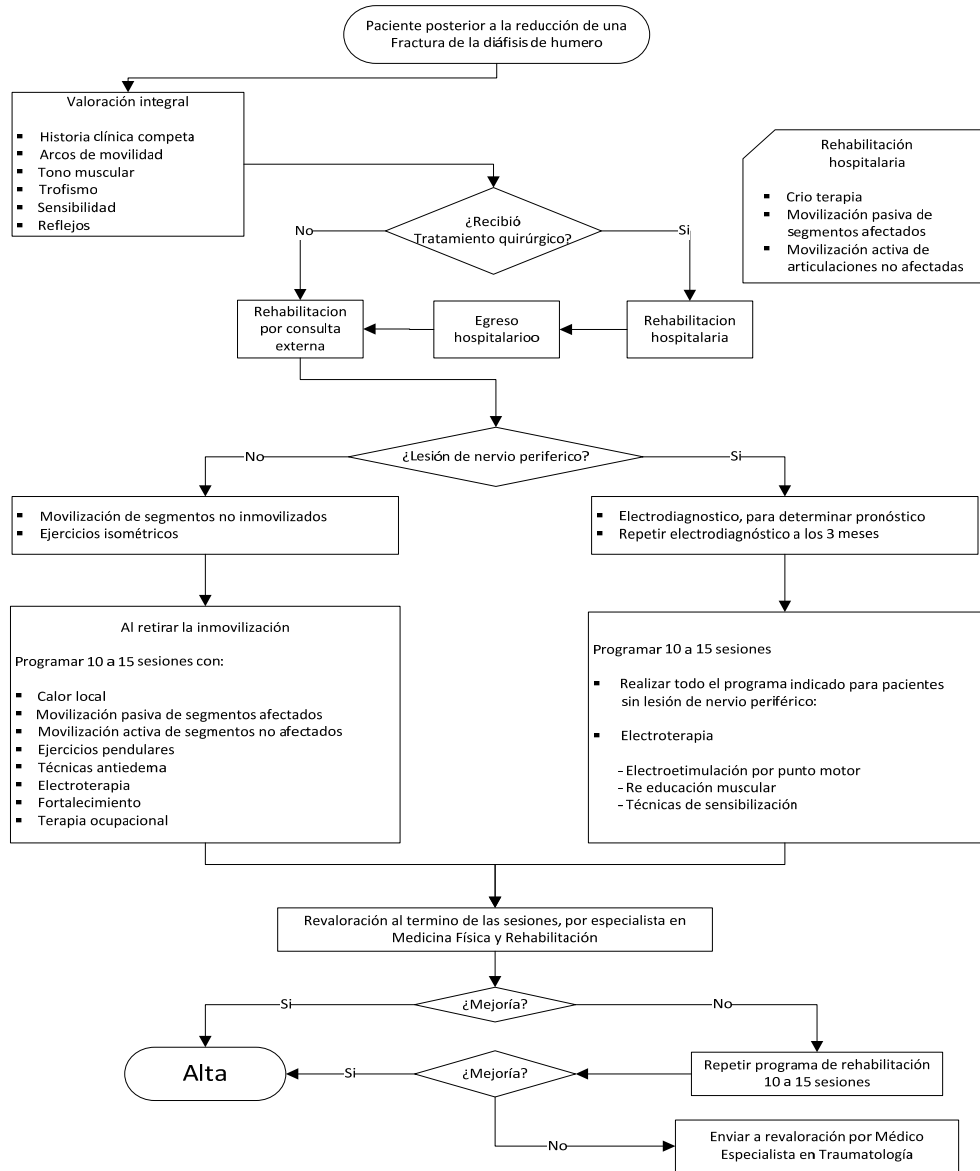 Paciente posterior a la reducción de una
Fractura de la diáfisis de humero
Valoración integral
▪ Historia clínica competa
▪ Arcos de movilidad
▪ Tono muscular
▪ Trofismo
▪ Sensibilidad
▪ Reflejos
Rehabilitación
hospitalaria
▪ Crio terapia
▪ Movilización pasiva de
segmentos afectados
▪ Movilización activa de
articulaciones no afectadas
¿Recibió
Tratamiento quirúrgico?
No
Si
Rehabilitacion
por consulta
externa
Egreso
hospitalarioo
Rehabilitacion
hospitalaria
¿Lesión de nervio periferico?
No
Si
▪ Movilización de segmentos no inmovilizados
▪ Ejercicios isométricos
▪ Electrodiagnostico, para determinar pronóstico
▪ Repetir electrodiagnóstico a los 3 meses
Al retirar la inmovilización
Programar 10 a 15 sesiones con:
▪ Calor local
▪ Movilización pasiva de segmentos afectados
▪ Movilización activa de segmentos no afectados
▪ Ejercicios pendulares
▪ Técnicas antiedema
▪ Electroterapia
▪ Fortalecimiento
▪ Terapia ocupacional
Programar 10 a 15 sesiones
▪ Realizar todo el programa indicado para pacientes
sin lesión de nervio periférico:
▪ Electroterapia
- Electroetimulación por punto motor
- Re educación muscular
- Técnicas de sensibilización
Revaloración al termino de las sesiones, por especialista en
Medicina Física y Rehabilitación
¿Mejoría?
Si
No
Alta
Si
¿Mejoría?
Repetir programa de rehabilitación
10 a 15 sesiones
No
Enviar a revaloración por Médico
Especialista en Traumatología